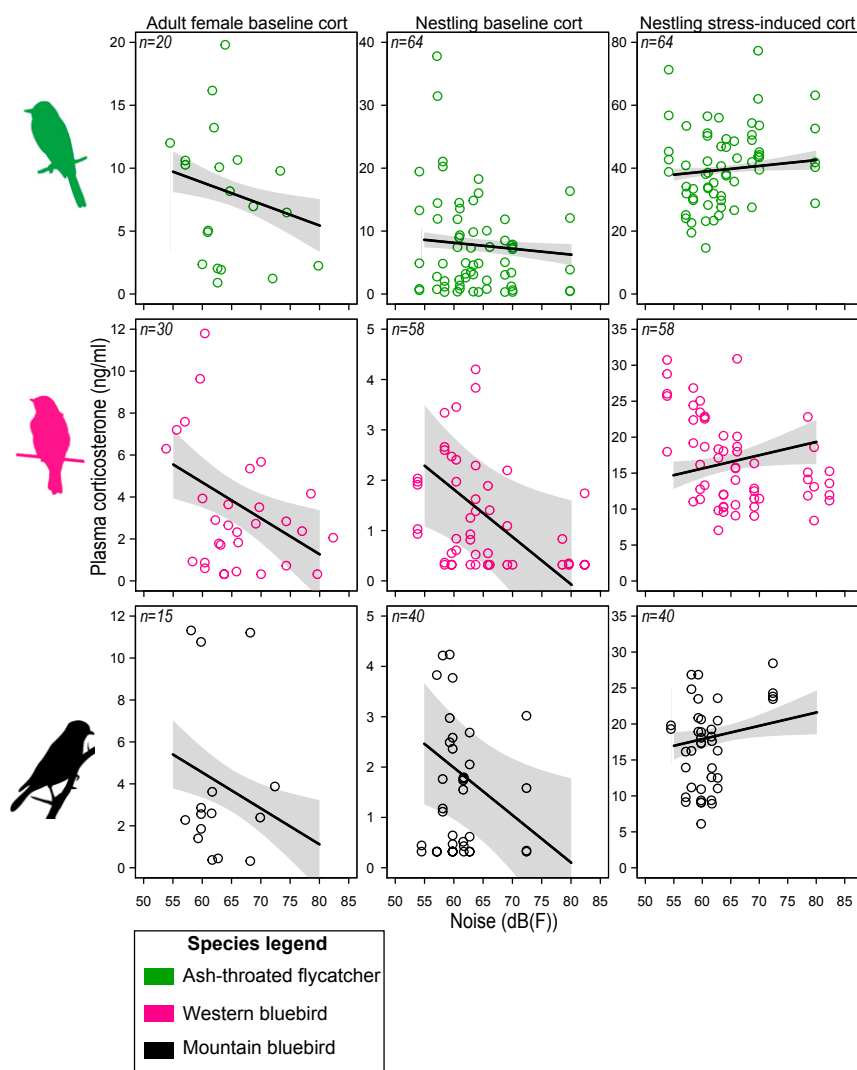 Adult female baseline cort Nestling baseline cort Nestling stress-induced cort
n=20 n=64 n=64
20 15 10 5 0
40 30 20 10 0
80 60 40 20 0
Plasma corticosterone (ng/ml)
n=30 n=58 n=58
12 10 8 6 4 2 0
5 4 3 2 1 0
35 30 25 20 15 10 5 0
n=15 n=40 n=40
12 10 8 6 4 2 0
5 4 3 2 1 0
35 30 25 20 15 10 5 0
50 55 60 65 70 75 80 85 50 55 60 65 70 75 80 85 50 55 60 65 70 75 80 85
Noise (dB(F))
Species legend
Ash-throated flycatcher
Western bluebird
Mountain bluebird